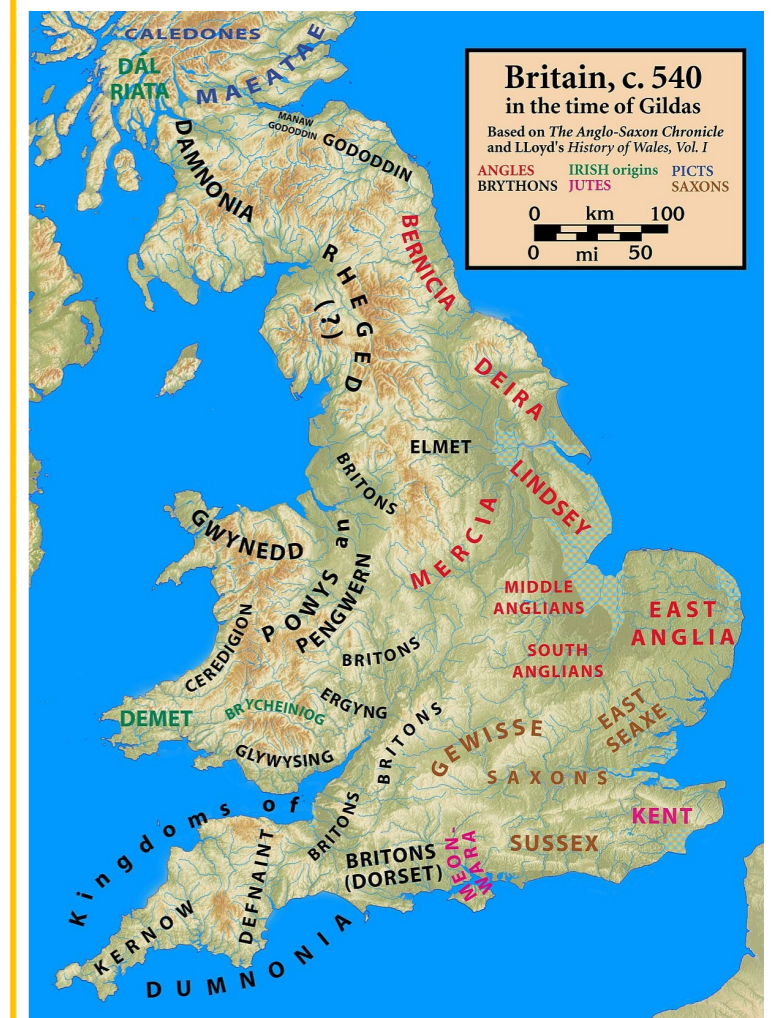 CALEDONES
DÁL
RIATA
MAEATAE
Britain, c. 540
in the time of Gildas
Based on The Anglo-Saxon Chronicle
and LLoyd's History of Wales, Vol. I
ANGLES IRISH origins PICTS
BRYTHONS JUTES SAXONS
0 km 100
0 mi 50
MANAW
GODODDIN
GODODDIN
DAMNONIA
BERNICIA
RHEGED
(?)
DEIRA
ELMET
BRITONS
LINDSEY
MERCIA
GWYNEDD
POWYS an
PENGWERN
MIDDLE
ANGLIANS
EAST
ANGLIA
CEREDIGION
BRITONS
SOUTH
ANGLIANS
DEMET
BRYCHEINIOG
ERGYNG
GLYWYSING
BRITONS
GEWISSE
EAST
SEAXE
SAXONS
KENT
Kingdoms of
BRITONS
BRITONS
(DORSET)
MEON-
WARA
SUSSEX
KERNOW
DEFNAINT
DUMNONIA